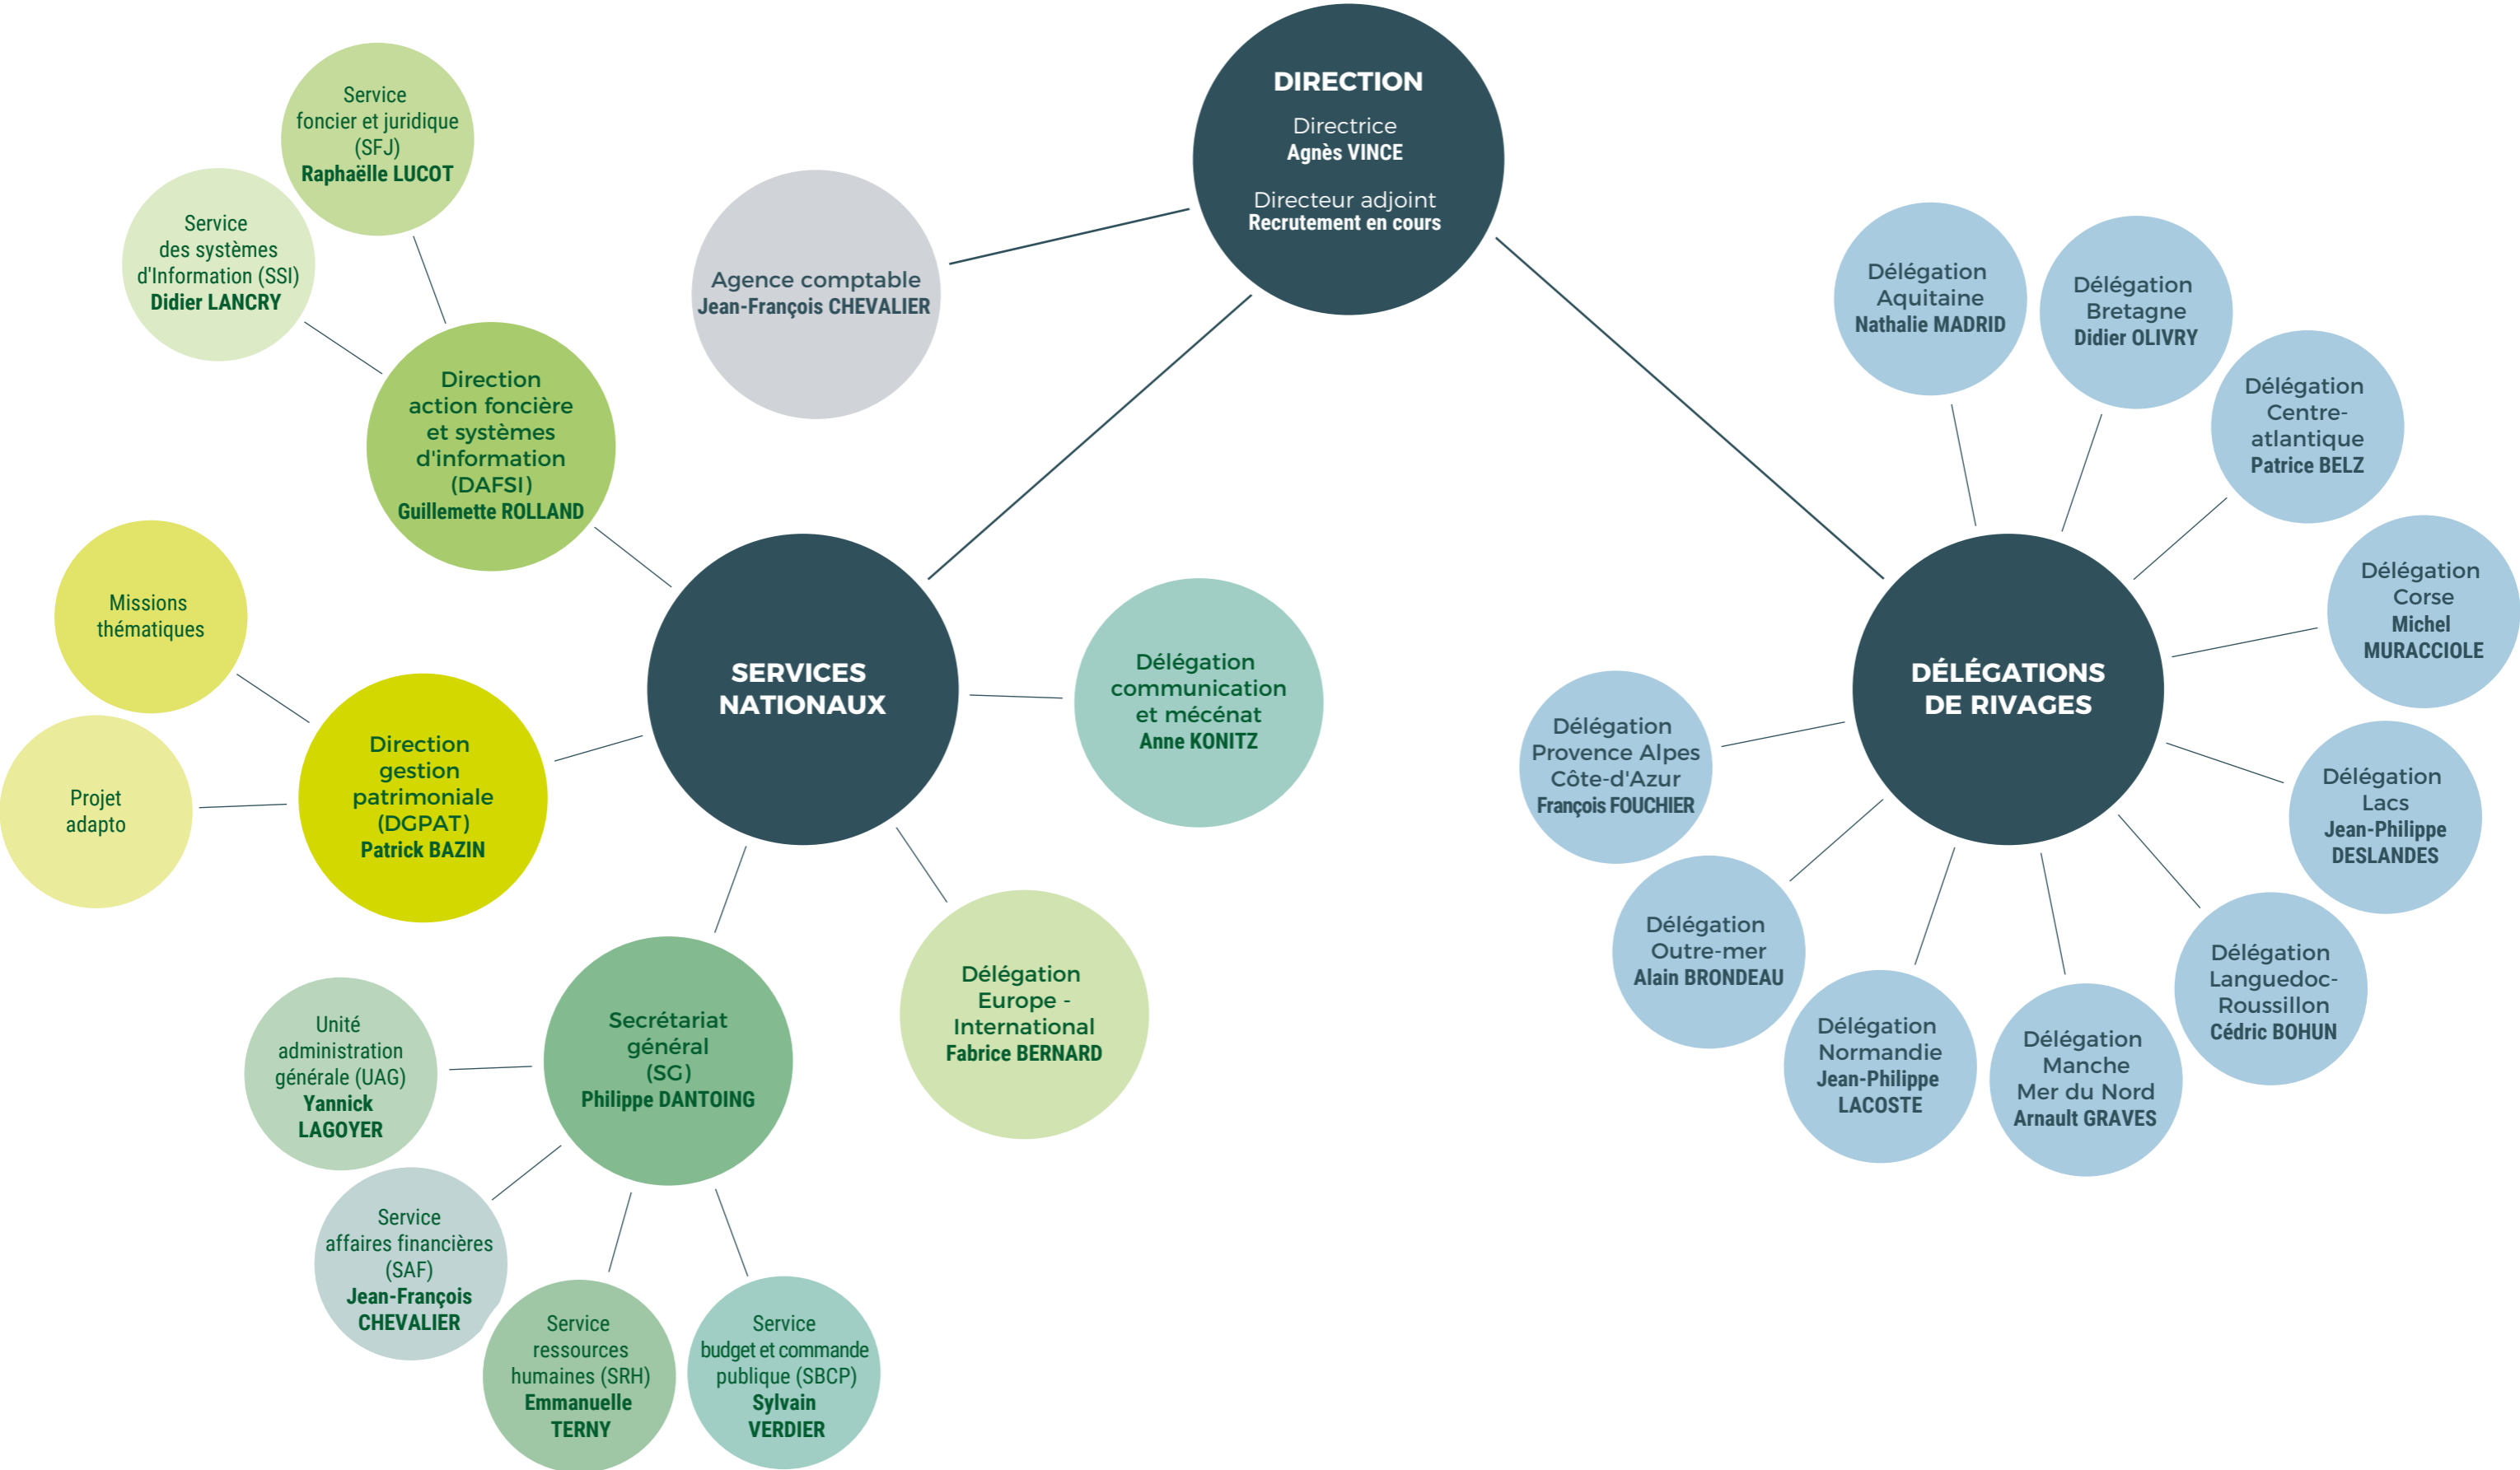 DIRECTION
Directrice
Agnès VINCE
Directeur adjoint
Recrutement en cours
Agence comptable
Jean-François CHEVALIER
SERVICES
NATIONAUX
Service
foncier et juridique
(SFJ)
Raphaëlle LUCOT
Service
des systèmes
d'Information (SSI)
Didier LANCRY
Direction
action foncière
et systèmes
d'information
(DAFSI)
Guillemette ROLLAND
Missions
thématiques
Projet
adapto
Direction
gestion
patrimoniale
(DGPAT)
Patrick BAZIN
Délégation
communication
et mécénat
Anne KONITZ
Délégation
Europe -
International
Fabrice BERNARD
Secrétariat
général
(SG)
Philippe DANTOING
Unité
administration
générale (UAG)
Yannick
LAGOYER
Service
affaires financières
(SAF)
Jean-François
CHEVALIER
Service
ressources
humaines (SRH)
Emmanuelle
TERNY
Service
budget et commande
publique (SBCP)
Sylvain
VERDIER
DÉLÉGATIONS
DE RIVAGES
Délégation
Aquitaine
Nathalie MADRID
Délégation
Bretagne
Didier OLIVRY
Délégation
Centre-
atlantique
Patrice BELZ
Délégation
Corse
Michel
MURACCIOLE
Délégation
Lacs
Jean-Philippe
DESLANDES
Délégation
Languedoc-
Roussillon
Cédric BOHUN
Délégation
Manche
Mer du Nord
Arnault GRAVES
Délégation
Normandie
Jean-Philippe
LACOSTE
Délégation
Outre-mer
Alain BRONDEAU
Délégation
Provence Alpes
Côte-d'Azur
François FOUCHIER